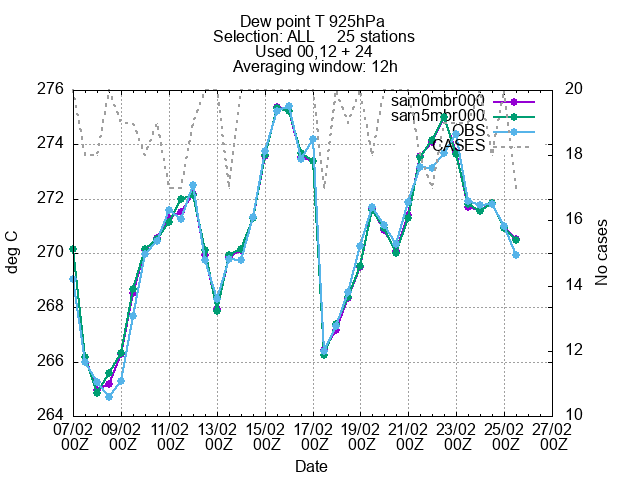 Dew point T 925hPa
Selection: ALL 25 stations
Used 00,12 + 24
Averaging window: 12h
276
274
272
270
268
266
264
deg C
20
18
16
14
12
10
No cases
sam0mbr000
sam5mbr000
OBS
CASES
07/02 09/02 11/02 13/02 15/02 17/02 19/02 21/02 23/02 25/02 27/02
00Z 00Z 00Z 00Z 00Z 00Z 00Z 00Z 00Z 00Z 00Z
Date